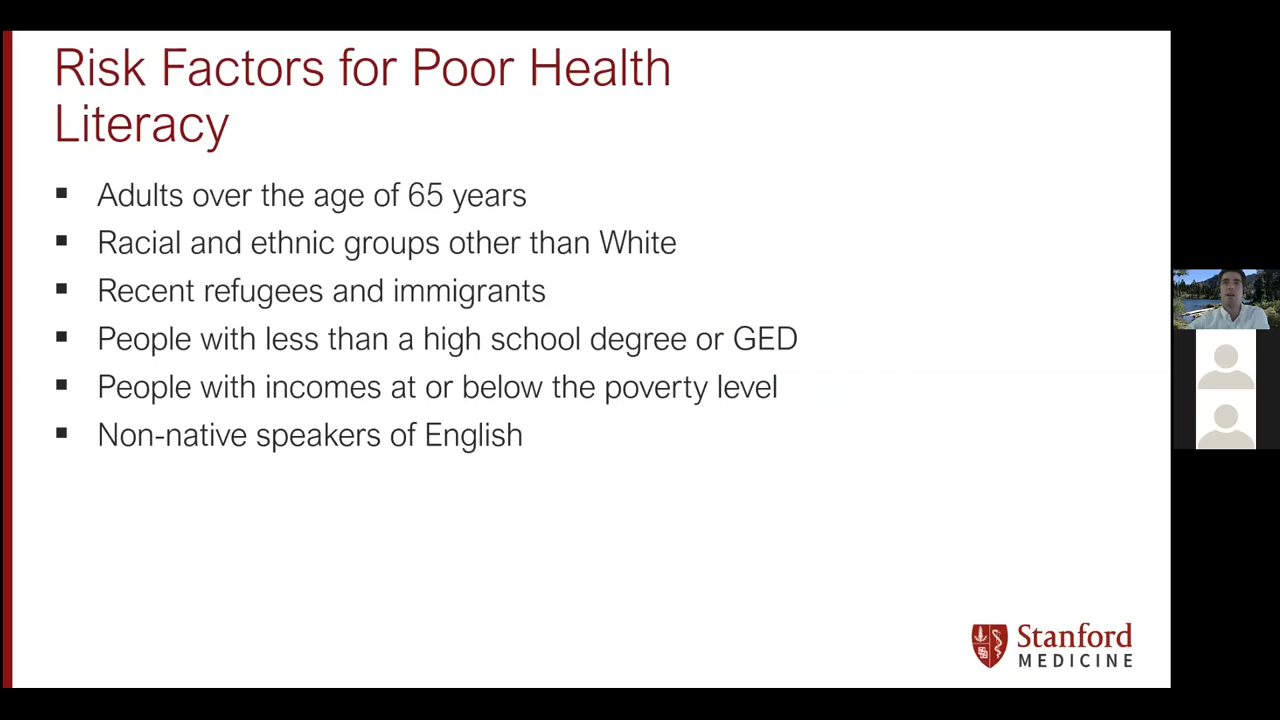 Risk Factors for Poor Health
Literacy
▪ Adults over the age of 65 years
▪ Racial and ethnic groups other than White
▪ Recent refugees and immigrants
▪ People with less than a high school degree or GED
▪ People with incomes at or below the poverty level
▪ Non-native speakers of English
Stanford
MEDICINE